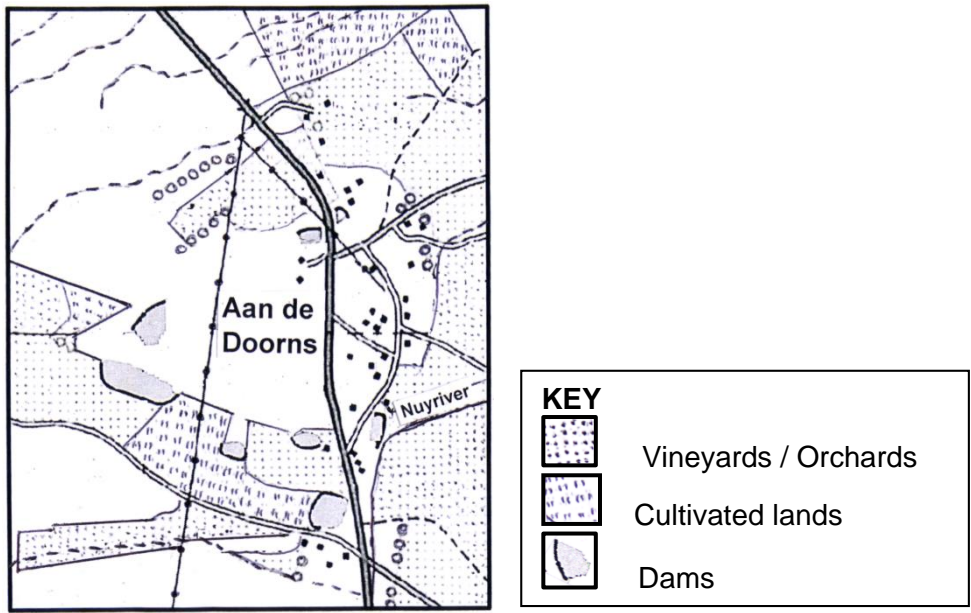 Aan de
Doorns
Nuyriver
KEY
Vineyards / Orchards
Cultivated lands
Dams